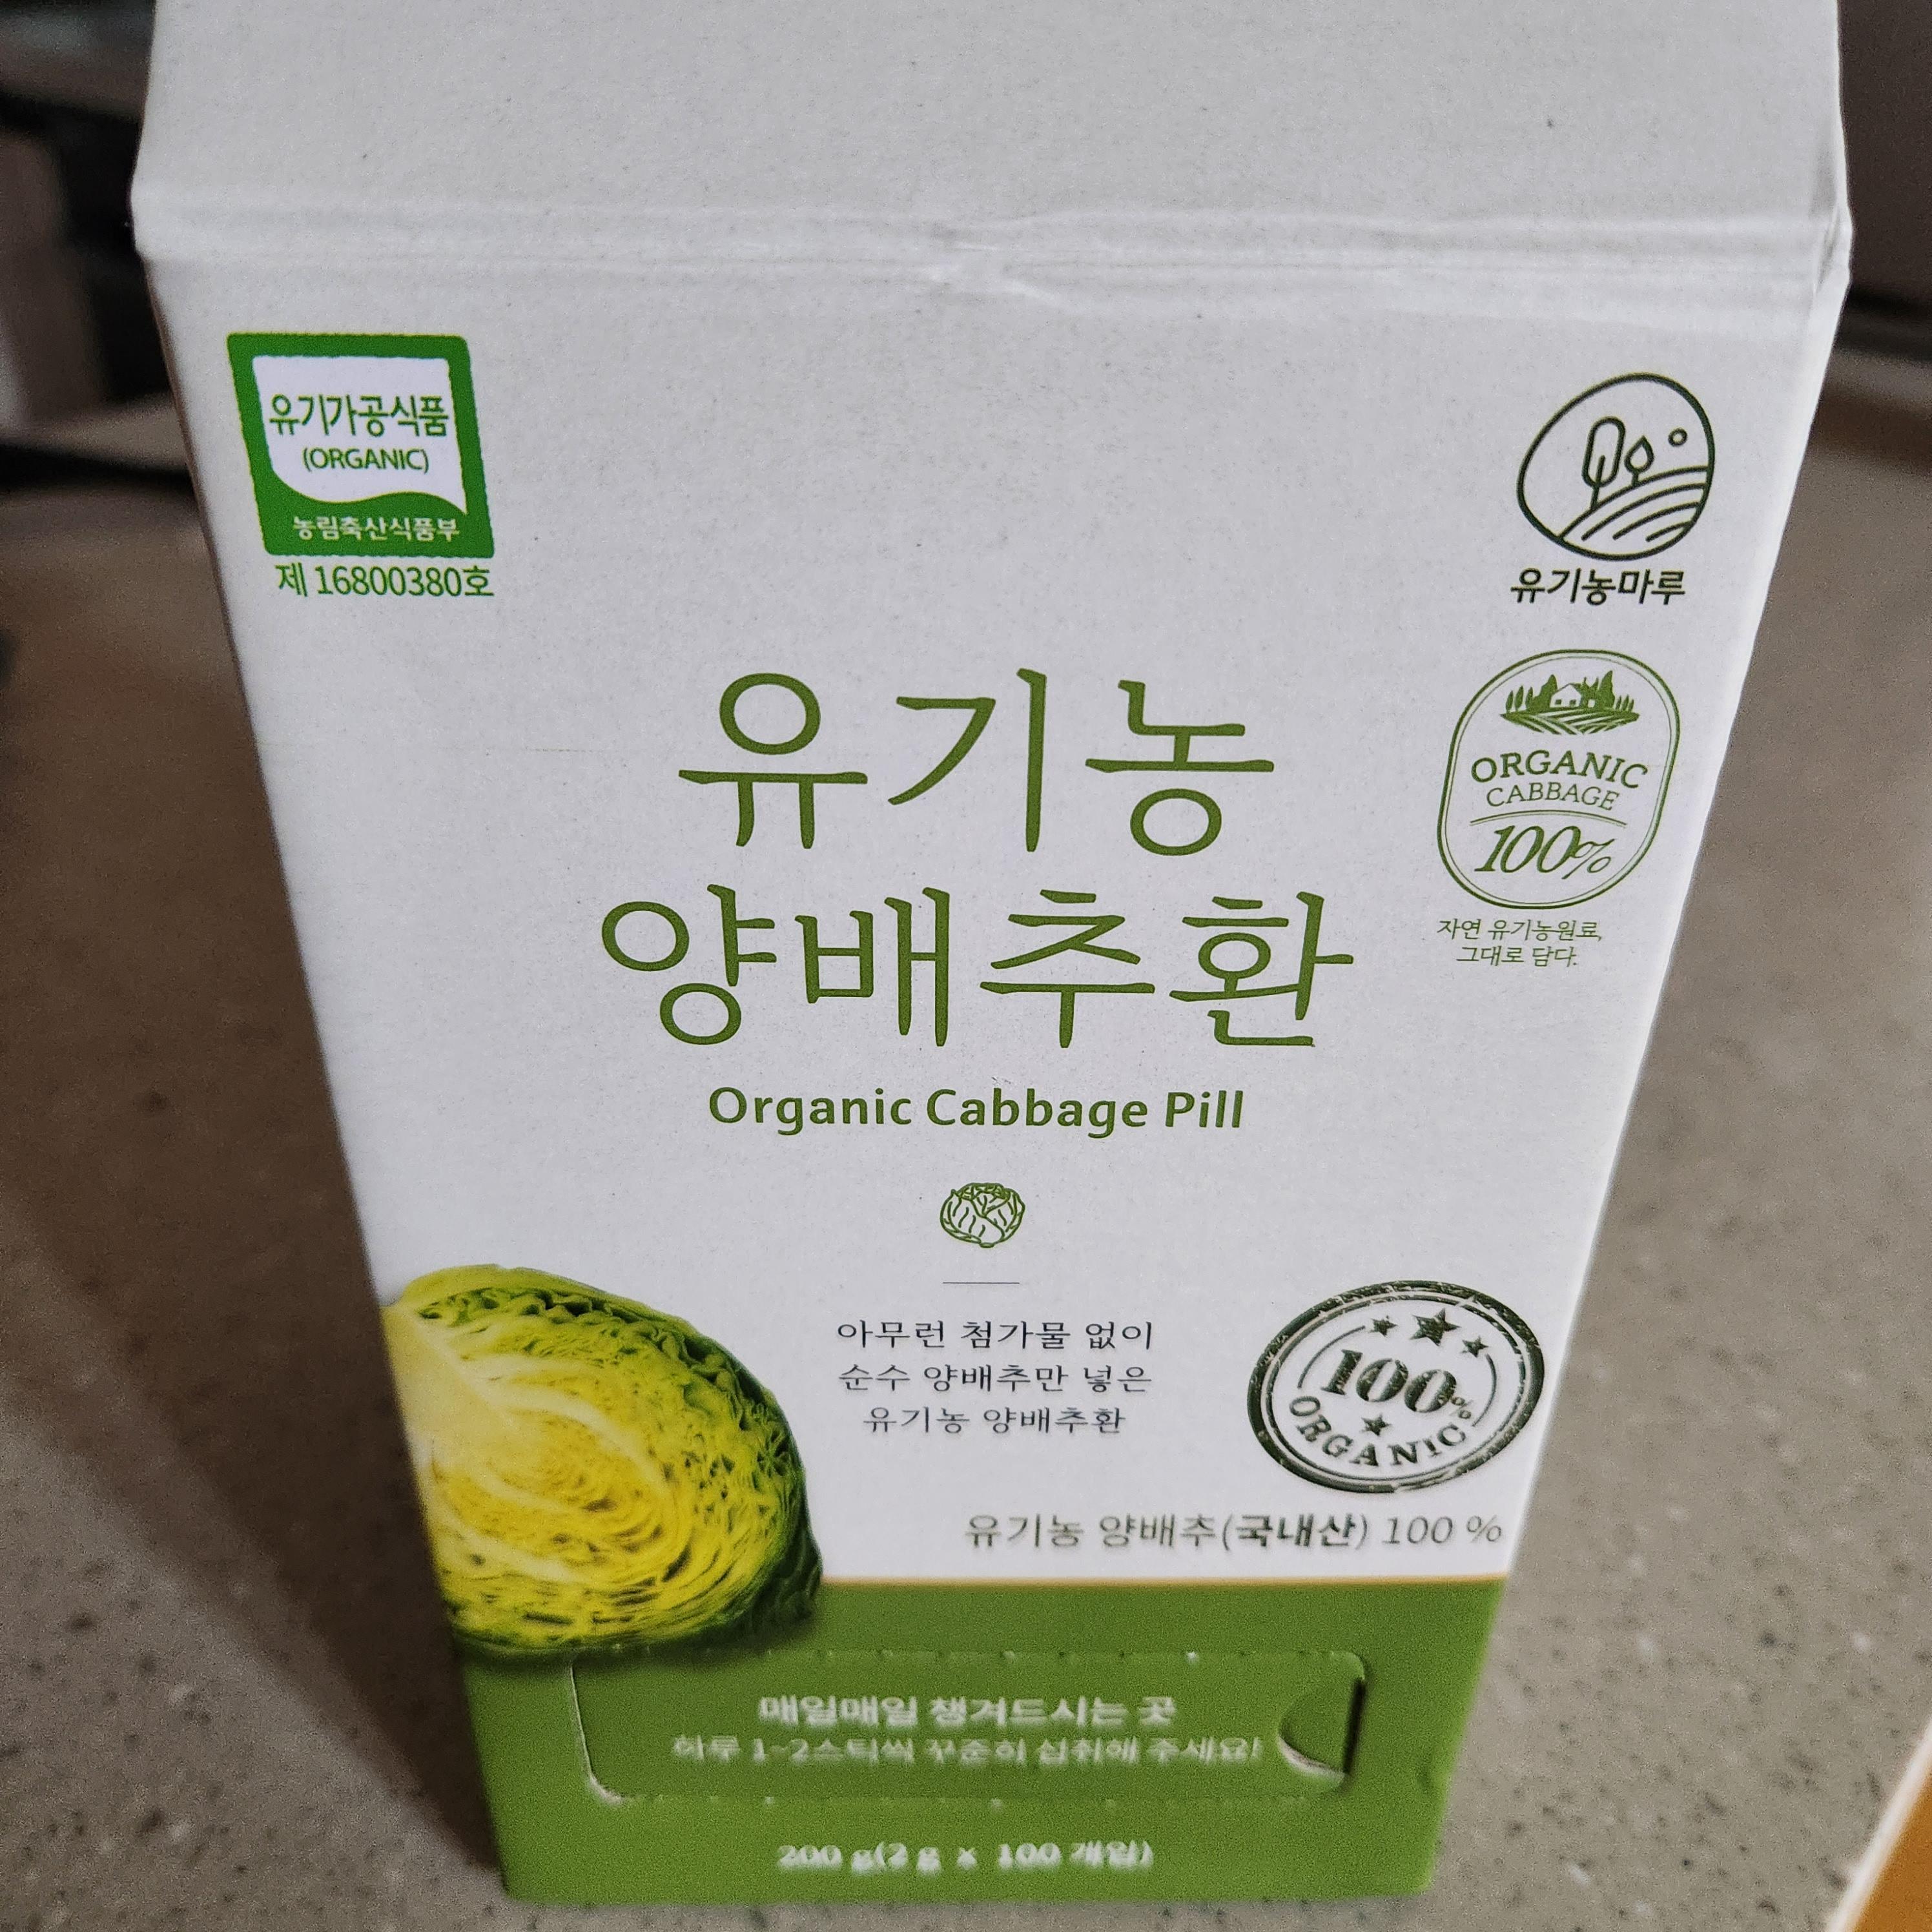 유기가공식품
(ORGANIC)
농림축산식품부
제 16800380호
유기농마루
유기농
양배추환
Organic Cabbage Pill
ORGANIC
CABBAGE
100%
자연 유기농원료,
그대로 담다.
아무런 첨가물 없이
순수 양배추만 넣은
유기농 양배추환
100%
ORGANIC
유기농 양배추(국내산) 100 %
매일매일 챙겨드시는 곳
하루 1~2스틱씩 꾸준히 섭취해 주세요!
200 g(2 g x 100 개입)